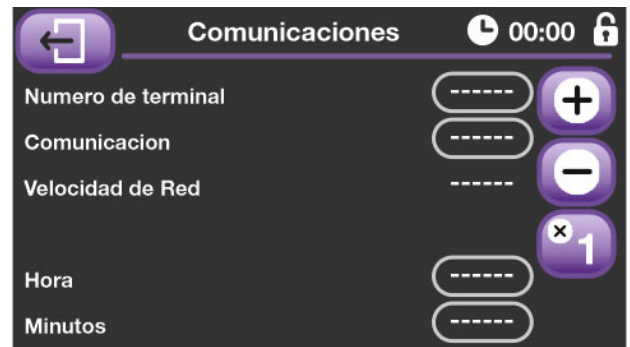 Comunicaciones 00:00
Numero de terminal ------
Comunicacion ------
Velocidad de Red ------
×1
Hora ------
Minutos ------